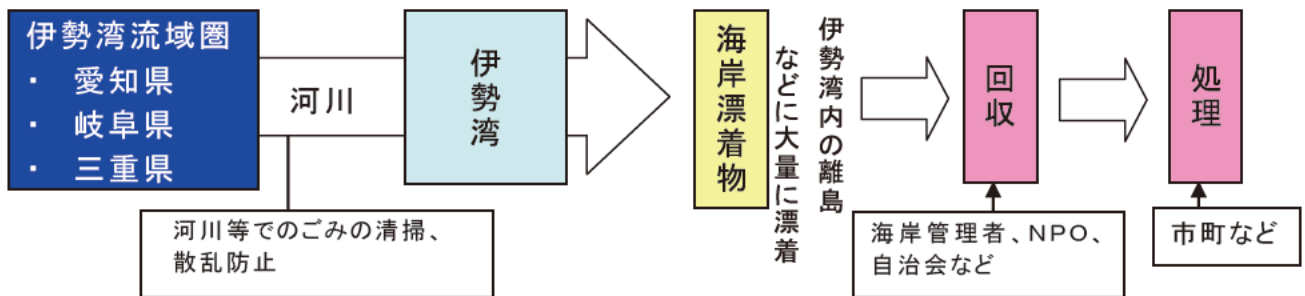 伊勢湾流域圏
・ 愛知県
・ 岐阜県
・ 三重県
河川
伊勢湾
海岸漂着物
伊勢湾内の離島
などに大量に漂着
回収
処理
河川等でのごみの清掃、
散乱防止
海岸管理者、NPO、
自治会など
市町など